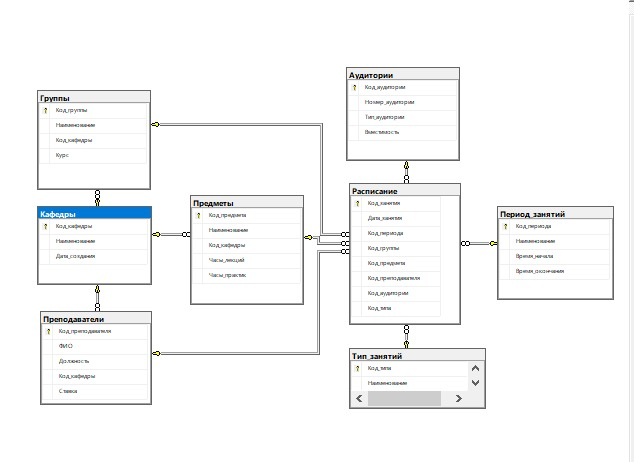 Группы
Код_группы
Наименование
Код_кафедры
Курс
Кафедры
Код_кафедры
Наименование
Дата_создания
Преподаватели
Код_преподавателя
ФИО
Должность
Код_кафедры
Ставка
Предметы
Код_предмета
Наименование
Код_кафедры
Часы_лекций
Часы_практик
Аудитории
Код_аудитории
Номер_аудитории
Тип_аудитории
Вместимость
Расписание
Код_занятия
Дата_занятия
Код_периода
Код_группы
Код_предмета
Код_преподавателя
Код_аудитории
Код_типа
Тип_занятий
Код_типа
Наименование
Период_занятий
Код_периода
Наименование
Время_начала
Время_окончания